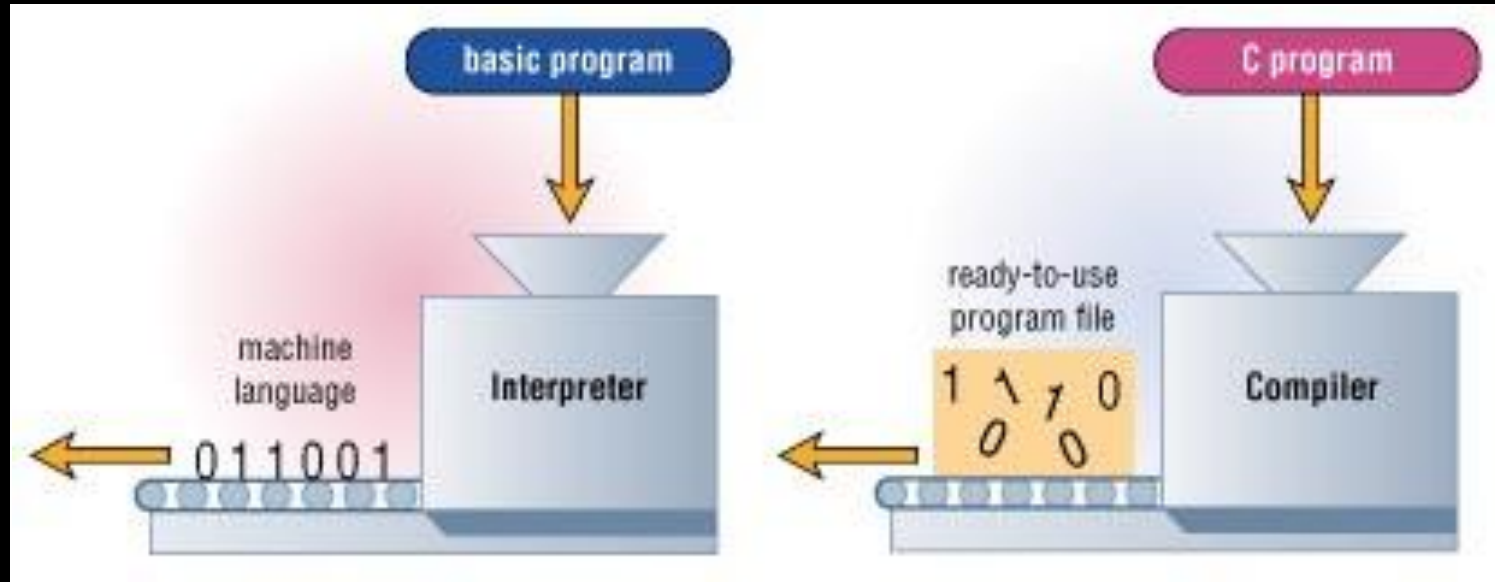 basic program
machine
language
011001
Interpreter
C program
ready-to-use
program file
1 1 1 0
0 0
Compiler